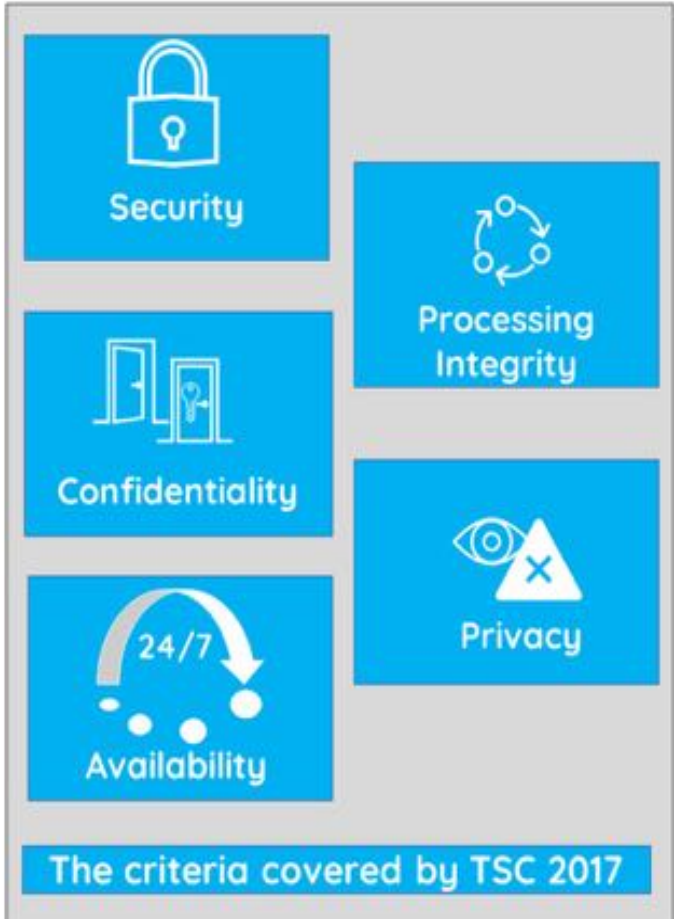 Security
Confidentiality
24/7
Availability
Processing
Integrity
Privacy
The criteria covered by TSC 2017